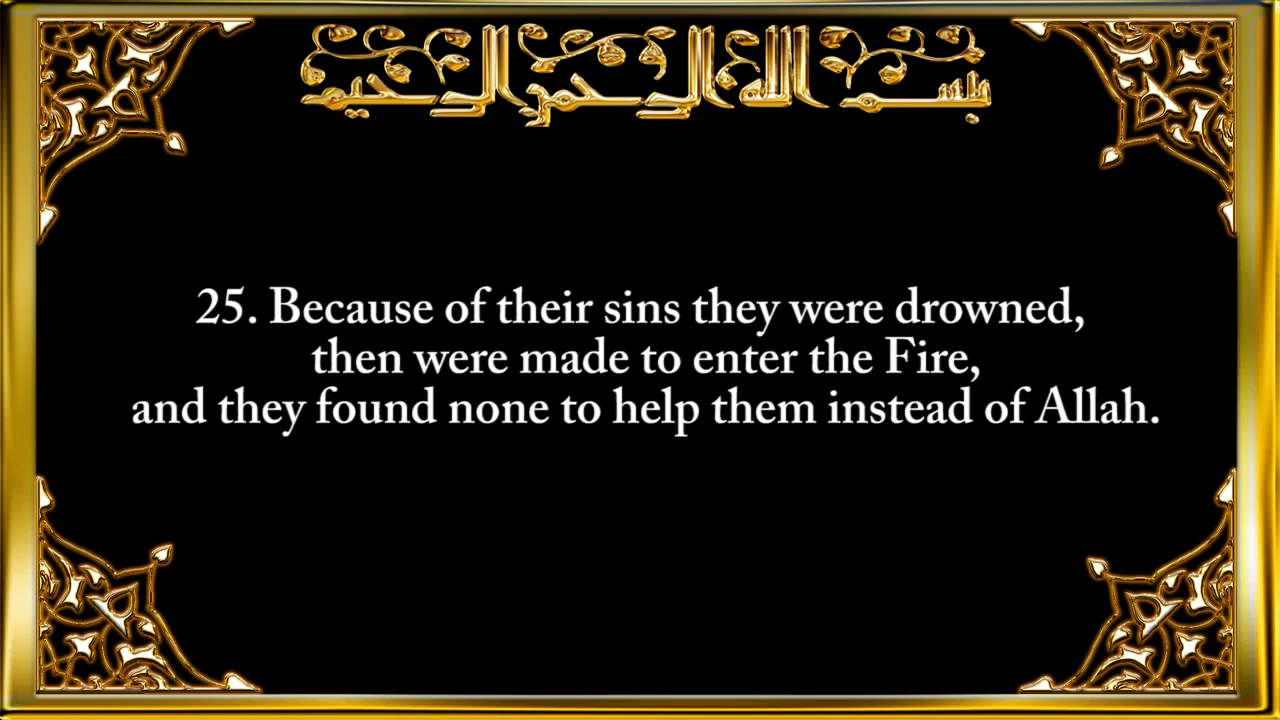 بسم الله الرحمن الرحيم
25. Because of their sins they were drowned,
then were made to enter the Fire,
and they found none to help them instead of Allah.